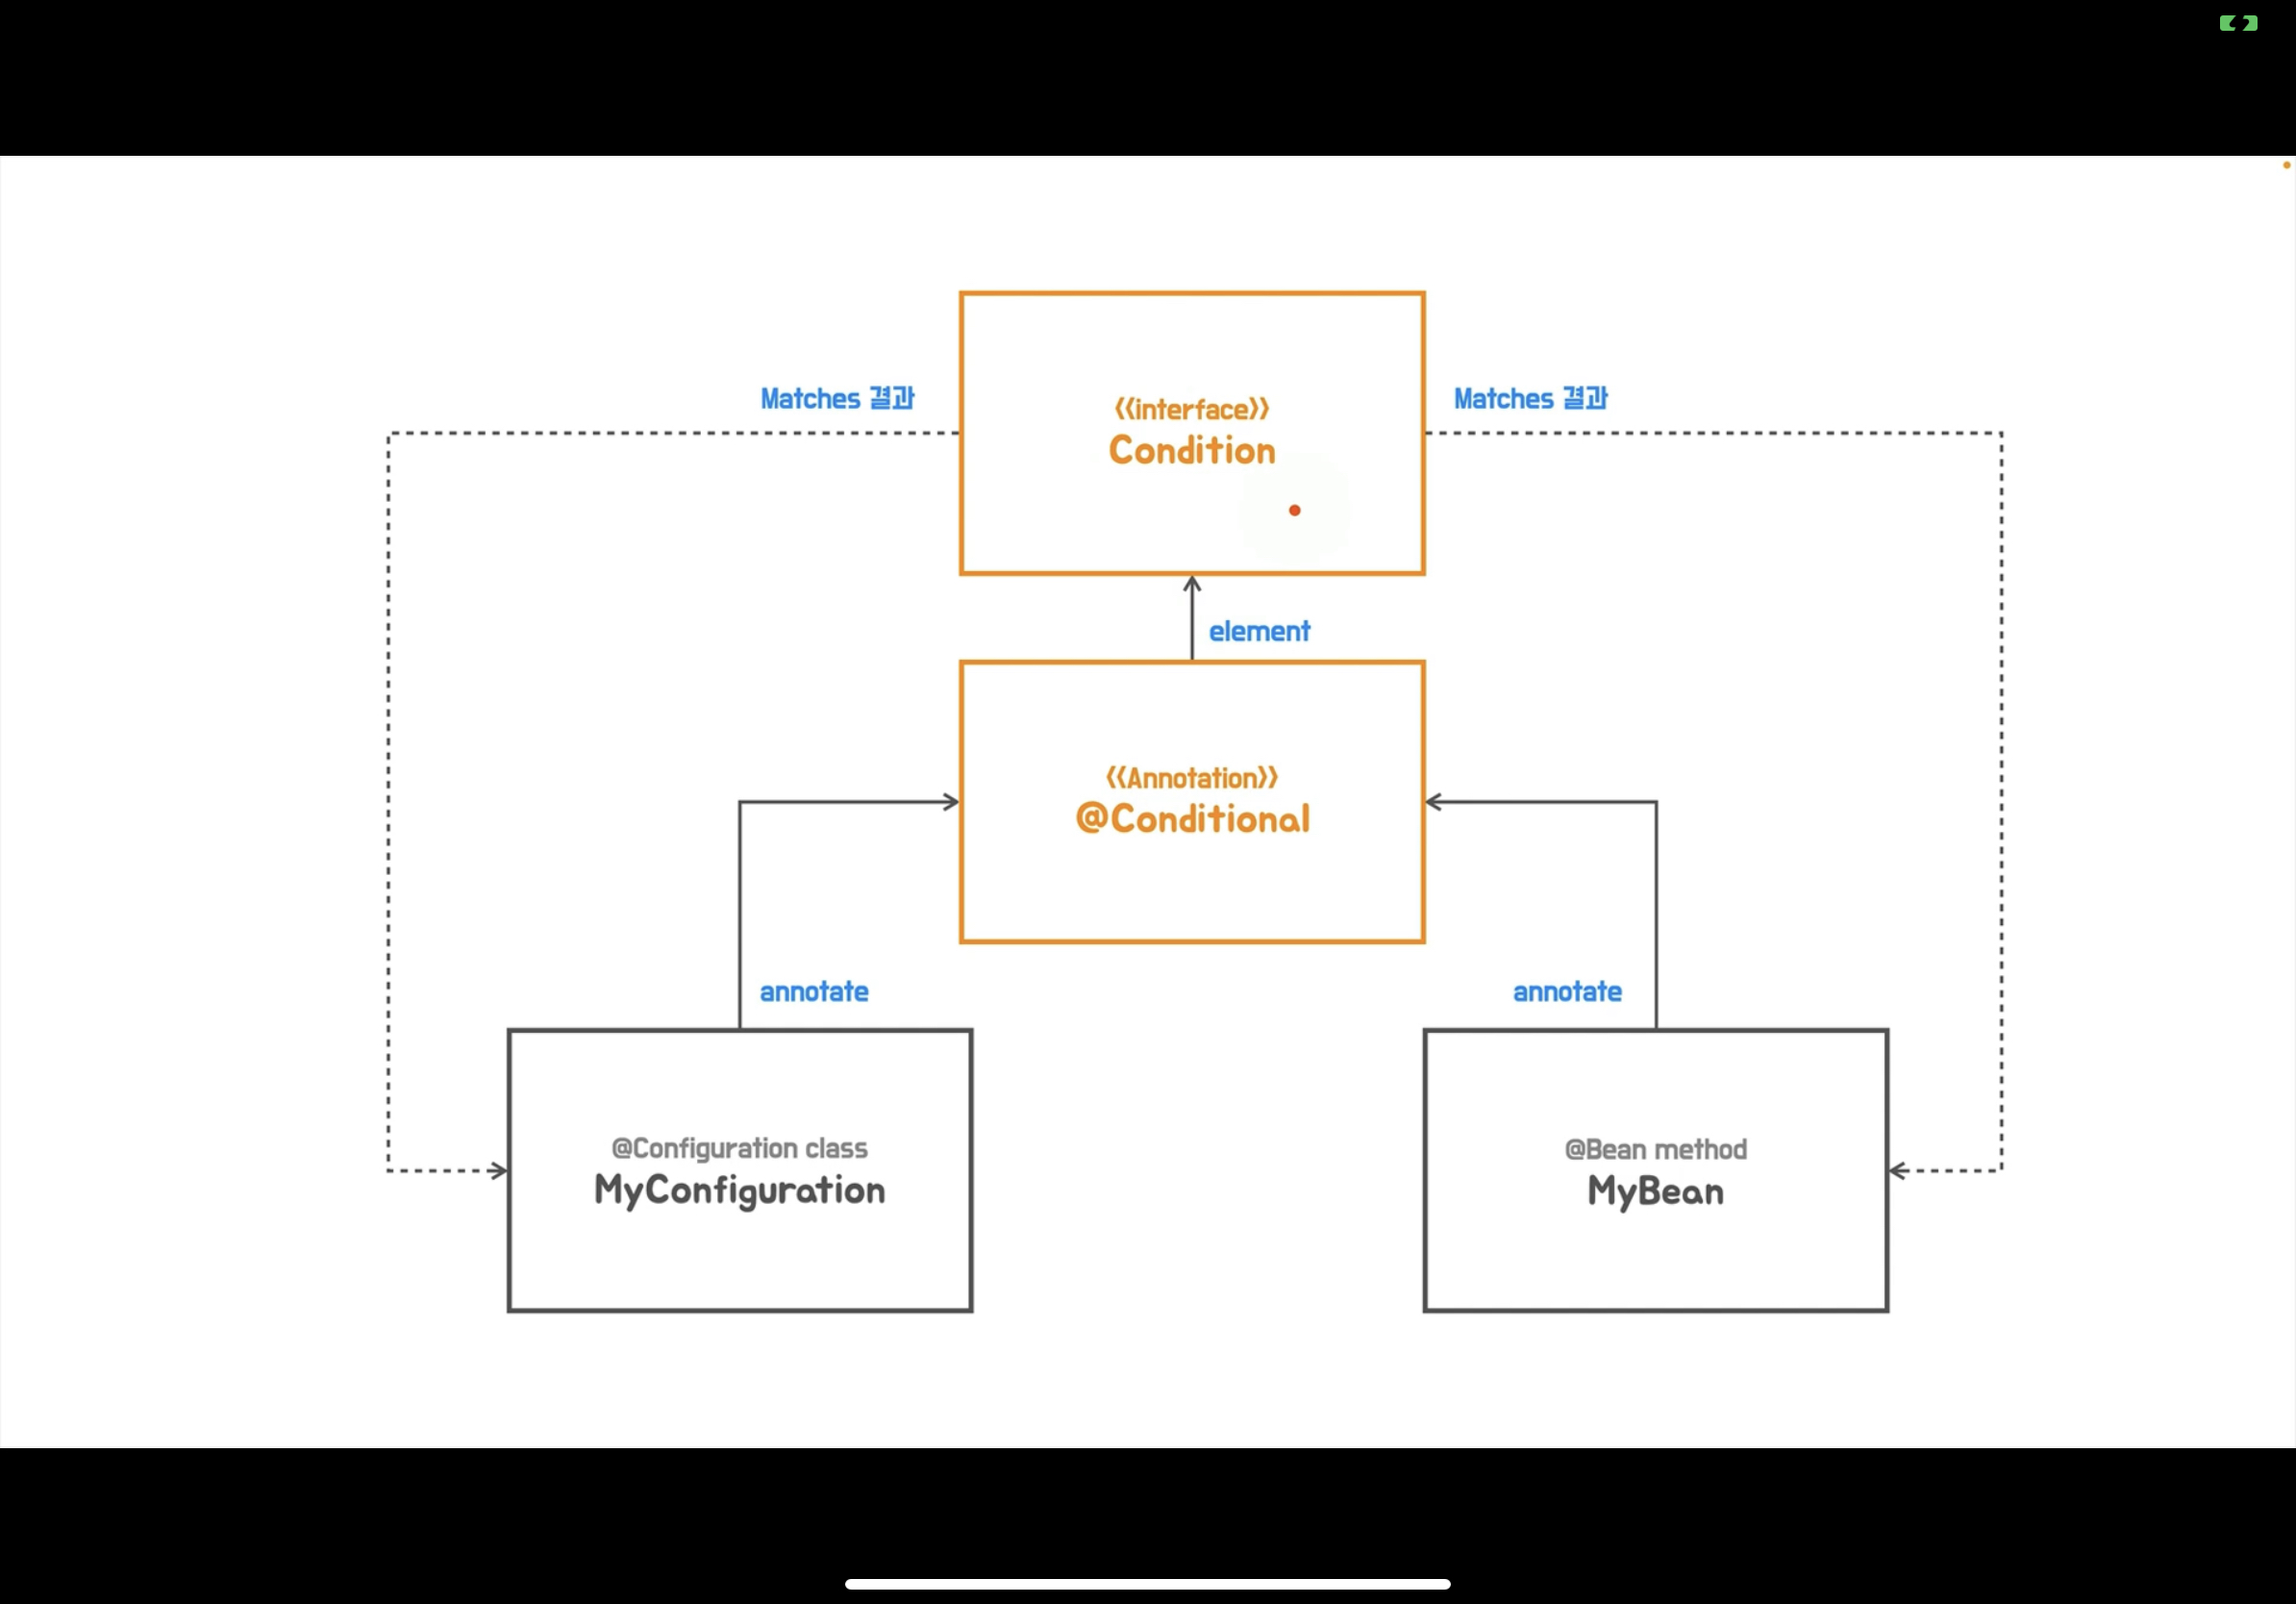 Matches 결과
Matches 결과
《interface》
Condition
element
《Annotation》
@Conditional
annotate
annotate
@Configuration class
MyConfiguration
@Bean method
MyBean